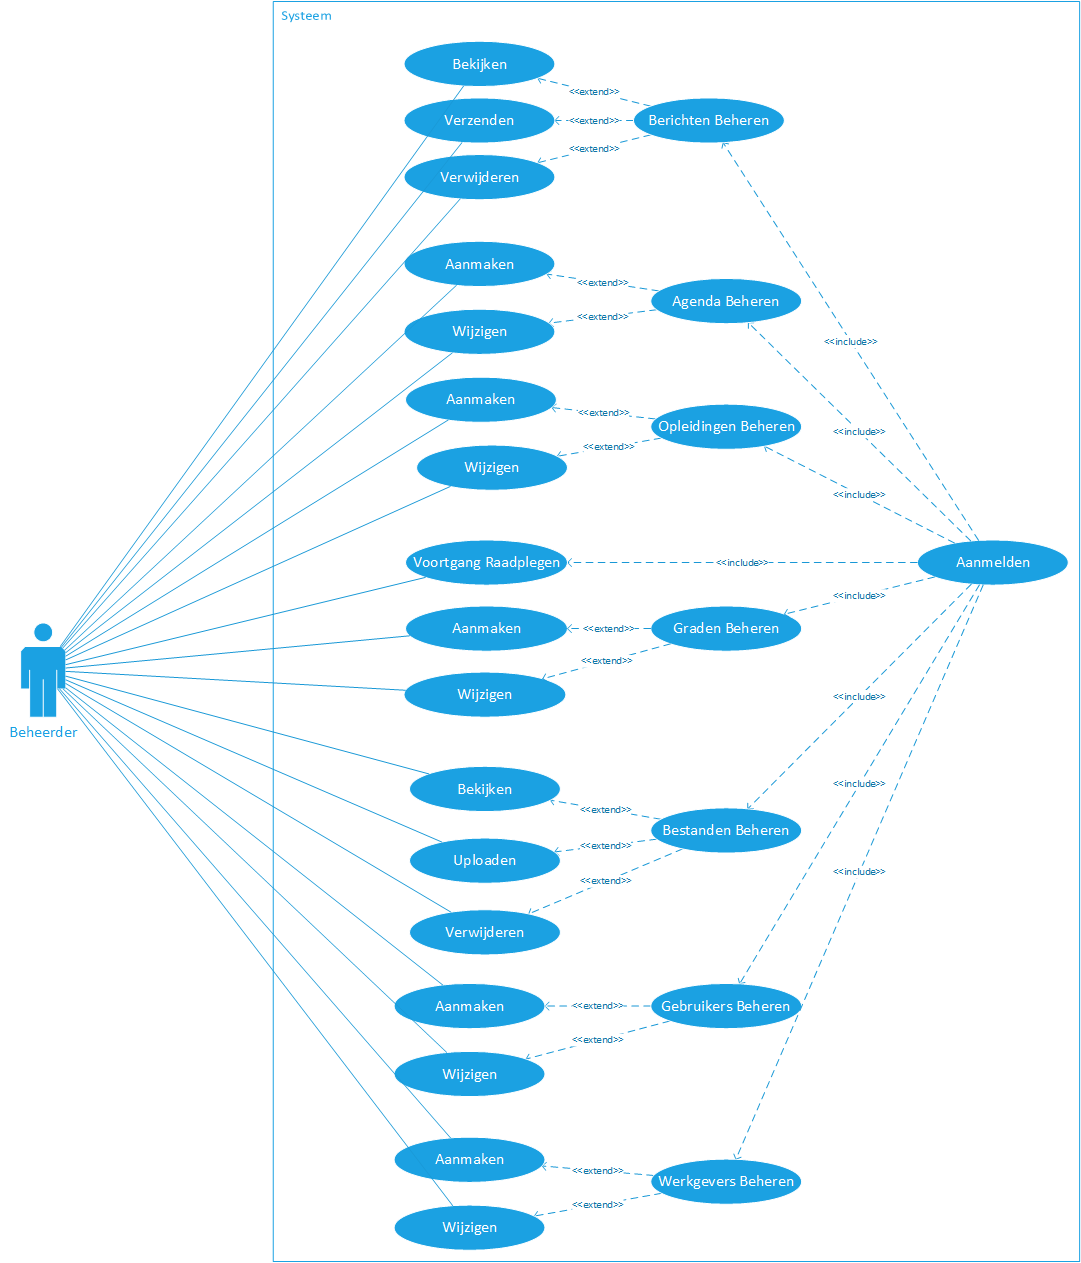 Systeem
Bekijken
<<extend>>
Verzenden
<<extend>>
Berichten Beheren
<<extend>>
Verwijderen
Aanmaken
<<extend>>
Agenda Beheren
<<extend>>
Wijzigen
<<include>>
Aanmaken
<<extend>>
Opleidingen Beheren
<<include>>
<<extend>>
Wijzigen
<<include>>
Voortgang Raadplegen
<<include>>
Aanmelden
<<include>>
Aanmaken
<<extend>>
Graden Beheren
<<extend>>
Wijzigen
<<include>>
Beheerder
Bekijken
<<include>>
<<extend>>
Bestanden Beheren
<<extend>>
Uploaden
<<include>>
<<extend>>
Verwijderen
Aanmaken
<<extend>>
Gebruikers Beheren
<<extend>>
Wijzigen
Aanmaken
<<extend>>
Werkgevers Beheren
<<extend>>
Wijzigen